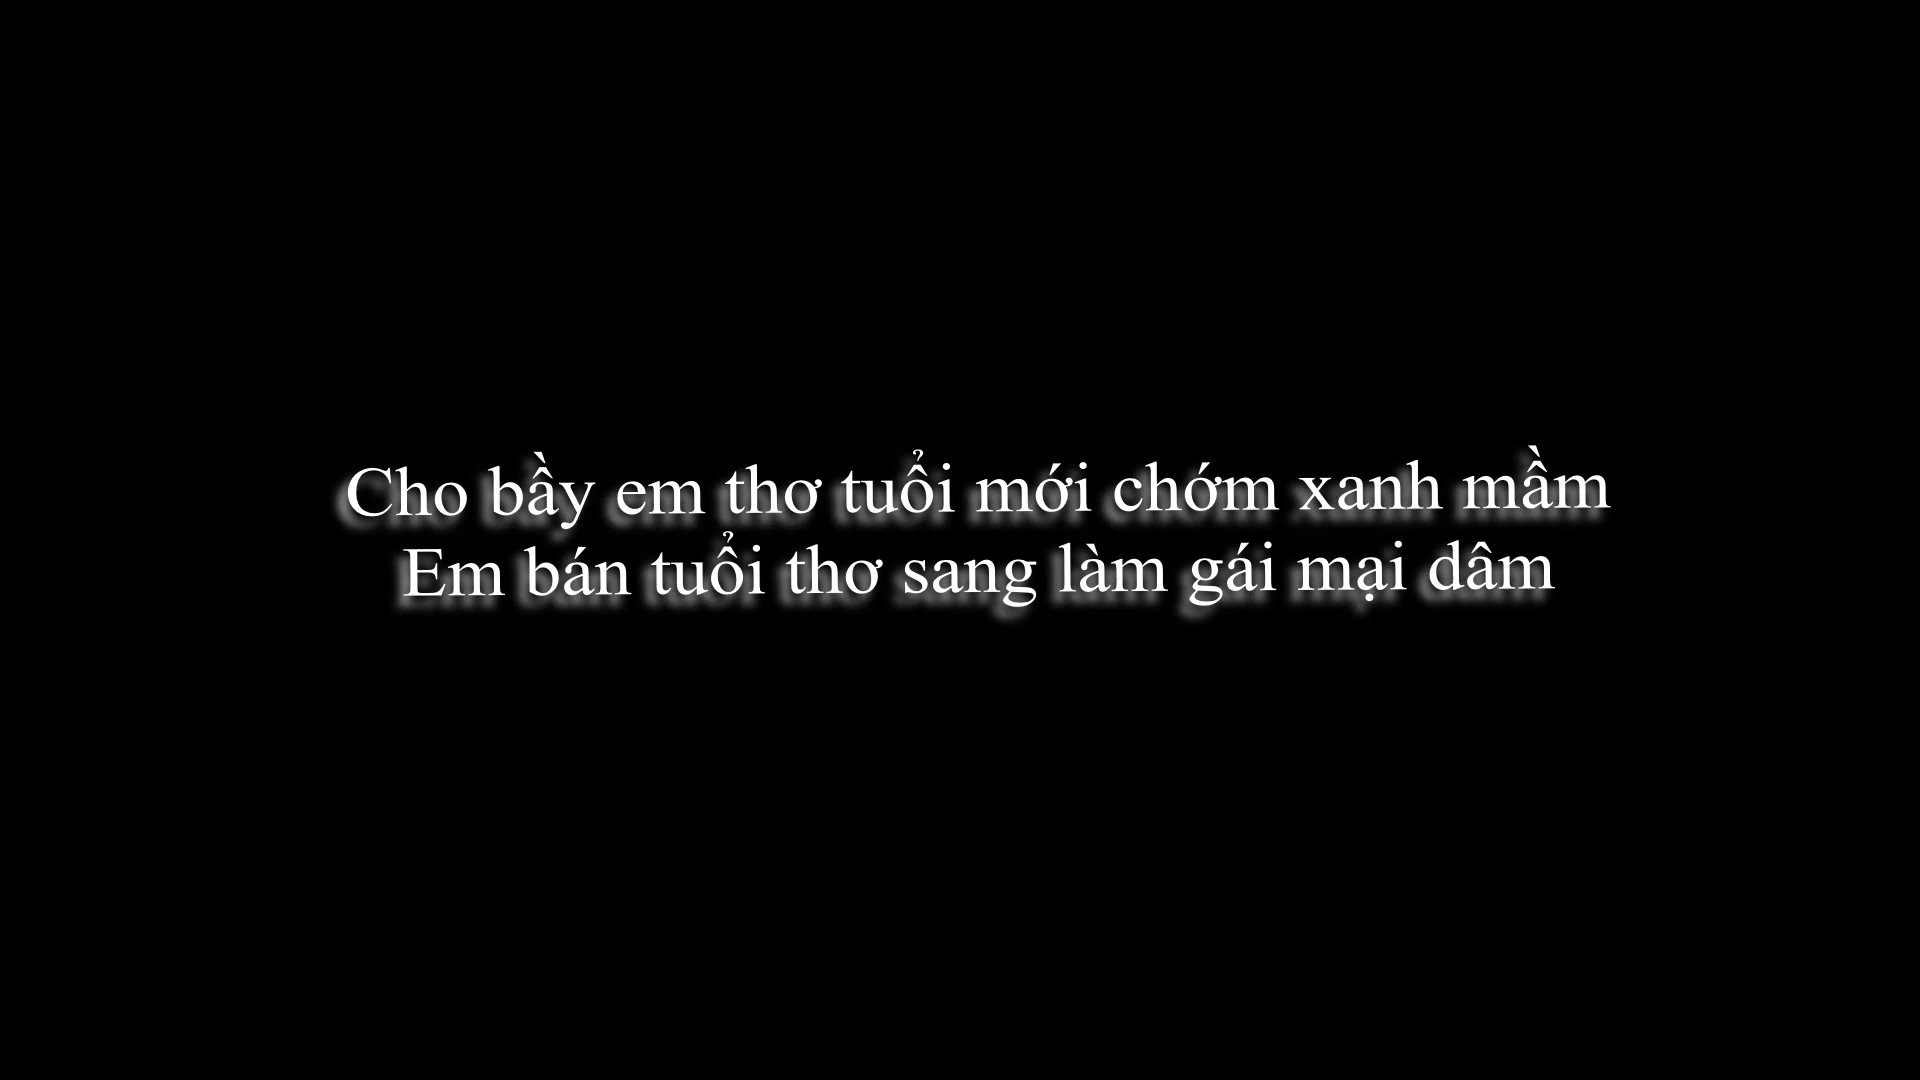 Cho bầy em thơ tuổi mới chớm xanh mầm
Em bán tuổi thơ sang làm gái mại dâm